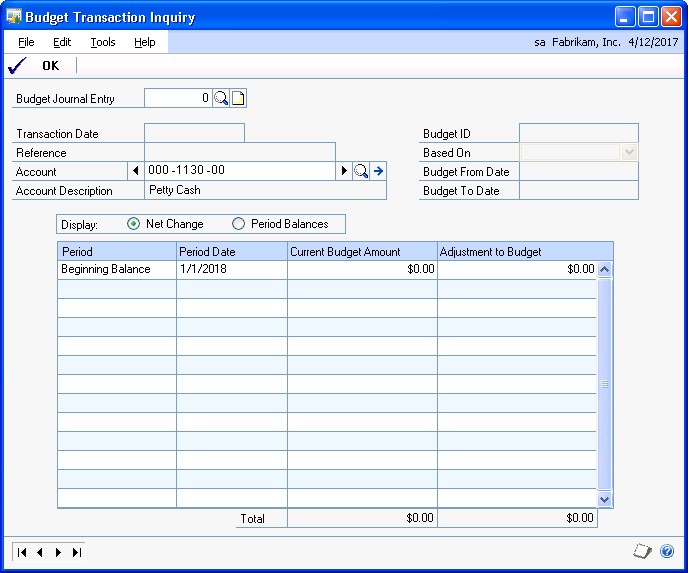 Budget Transaction Inquiry
File Edit Tools Help
sa Fabrikam, Inc. 4/12/2017
OK
Budget Journal Entry 0
Transaction Date Budget ID
Reference Based On
Account 000 -1130 -00 Budget From Date
Account Description Petty Cash Budget To Date
Display: Net Change Period Balances
Period Period Date Current Budget Amount Adjustment to Budget
Beginning Balance 1/1/2018 $0.00 $0.00
Total $0.00 $0.00